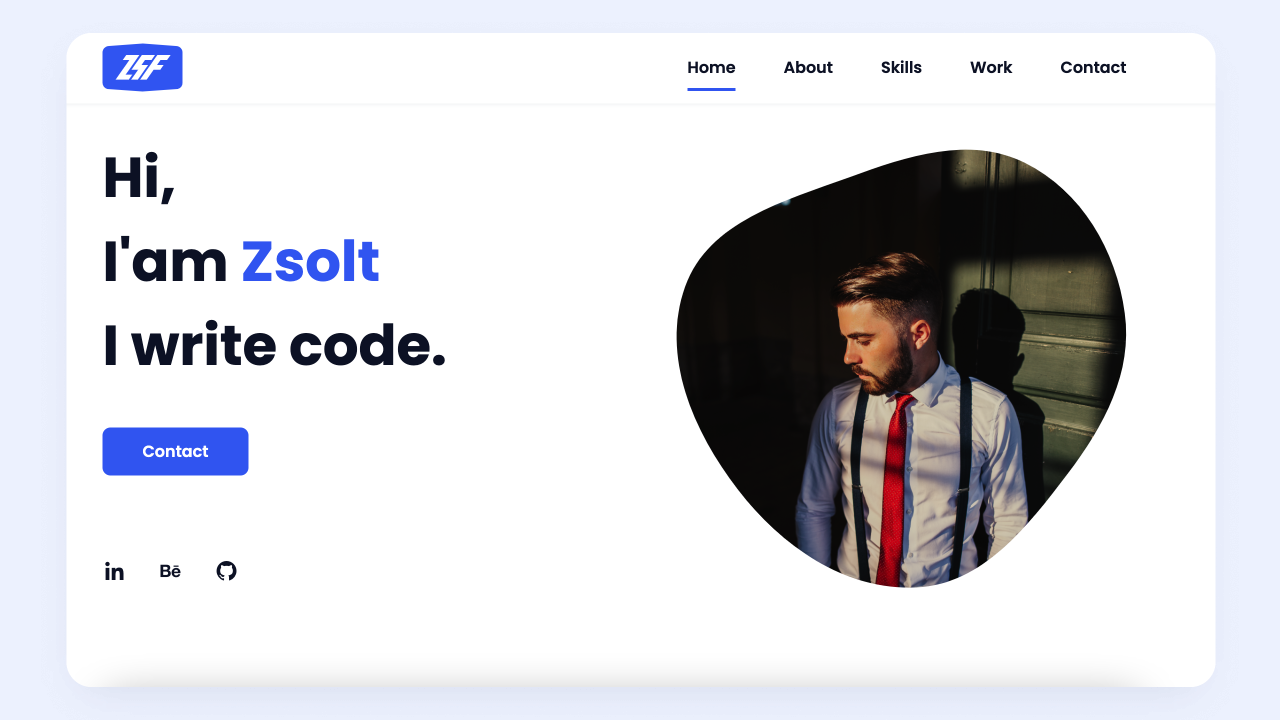 ZSF
Home About Skills Work Contact
Hi,
I'am Zsolt
I write code.
Contact
in Bē